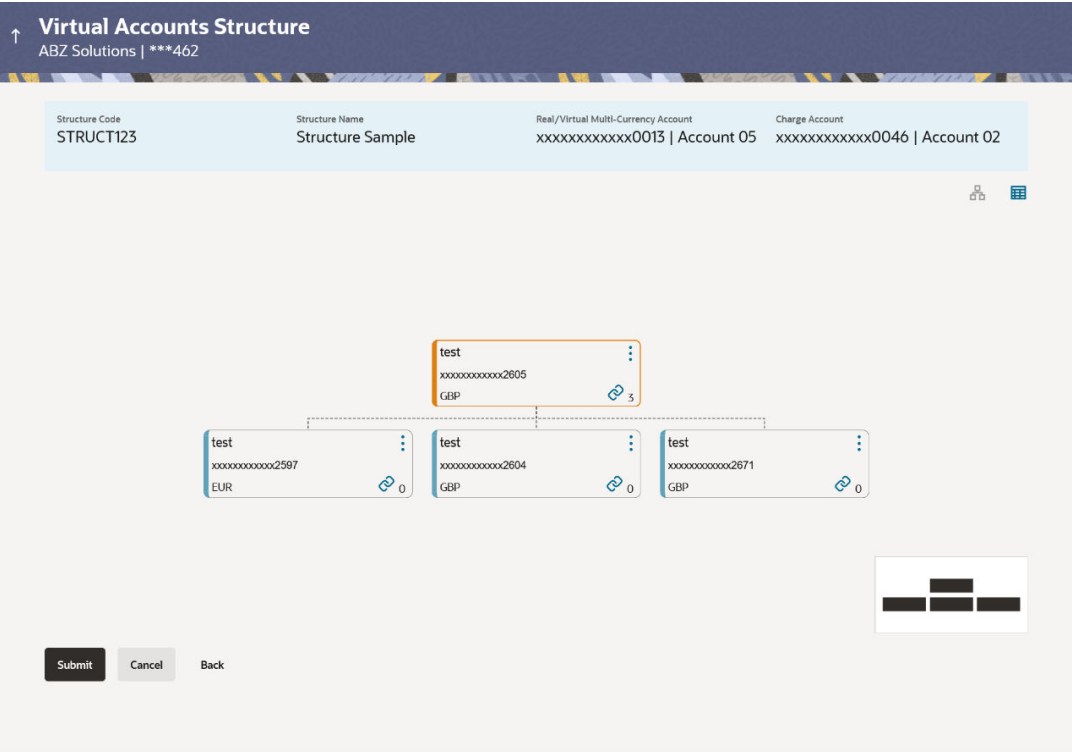 Virtual Accounts Structure
ABZ Solutions | ***462
Structure Code
STRUCT123
Structure Name
Structure Sample
Real/Virtual Multi-Currency Account
xxxxxxxxxxxx0013 | Account 05
Charge Account
xxxxxxxxxxxx0046 | Account 02
test
xxxxxxxxxxxx2605
GBP
3
test
xxxxxxxxxxxx2597
EUR
0
test
xxxxxxxxxxxx2604
GBP
0
test
xxxxxxxxxxxx2671
GBP
0
Submit
Cancel
Back